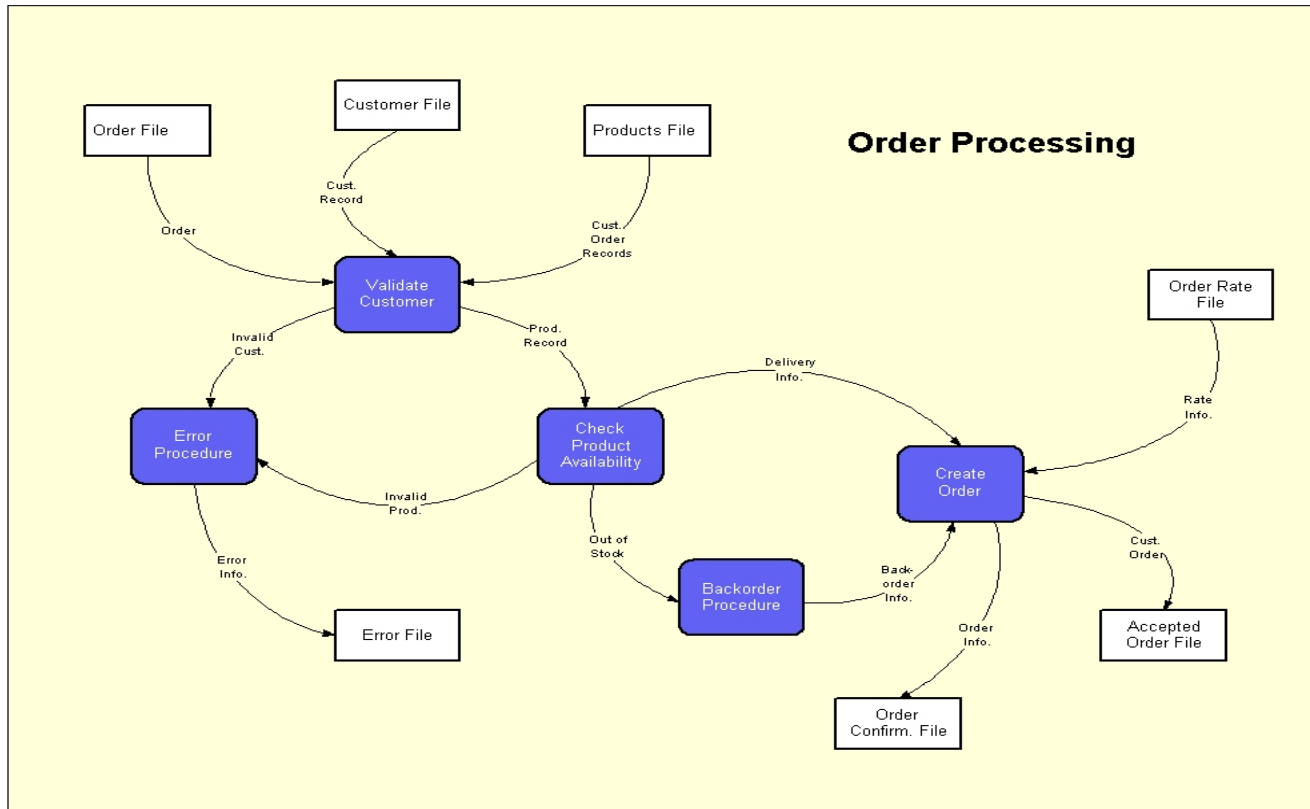 Customer File
Order File
Products File
Order Processing
Cust.
Record
Order
Cust.
Order
Records
Validate
Customer
Order Rate
File
Invalid
Cust.
Prod.
Record
Delivery
Info.
Rate
Info.
Error
Procedure
Check
Product
Availability
Create
Order
Invalid
Prod.
Out of
Stock
Cust.
Order
Error
Info.
Backorder
Procedure
Back-
order
Info.
Order
Info.
Error File
Accepted
Order File
Order
Confirm. File